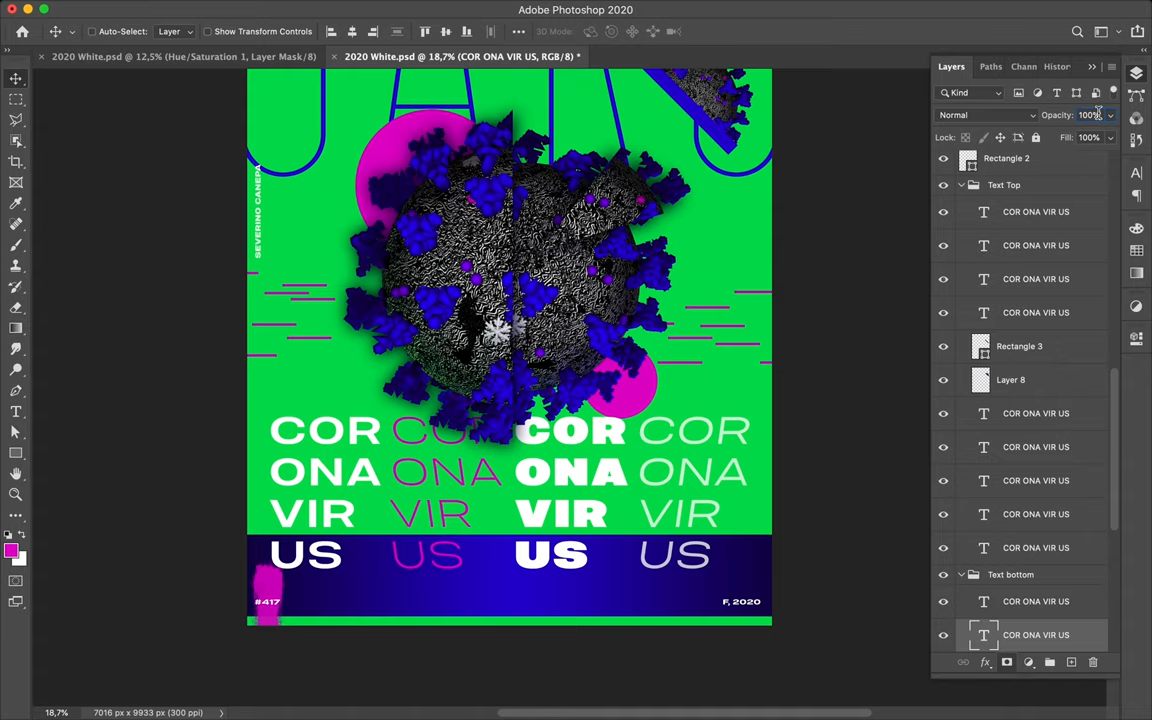 Adobe Photoshop 2020
Auto-Select: Layer Show Transform Controls 3D Mode:
2020 White.psd @ 12,5% (Hue/Saturation 1, Layer Mask/8)
2020 White.psd @ 18,7% (COR ONA VIR US, RGB/8) *
Layers Paths Chann Histor
Kind
Normal Opacity: 100%
Lock: Fill: 100%
Rectangle 2
Text Top
COR ONA VIR US
COR ONA VIR US
COR ONA VIR US
COR ONA VIR US
Rectangle 3
Layer 8
COR ONA VIR US
COR ONA VIR US
COR ONA VIR US
COR ONA VIR US
COR ONA VIR US
Text bottom
COR ONA VIR US
COR ONA VIR US
SEVERINO CANEPA
COR COR COR COR
ONA ONA ONA ONA
VIR VIR VIR VIR
US US US US
#417 F, 2020
18,7% 7016 px x 9933 px (300 ppi)